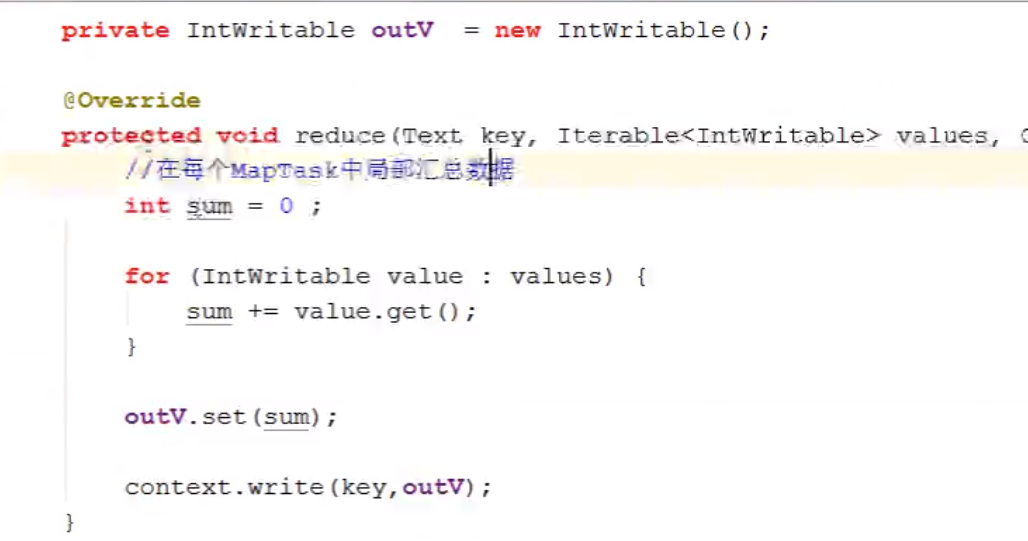 private IntWritable outV = new IntWritable();
@Override
protected void reduce(Text key, Iterable<IntWritable> values,
//在每个MapTask中局部汇总数据
int sum = 0 ;
for (IntWritable value : values) {
sum += value.get();
}
outV.set(sum);
context.write(key,outV);
}